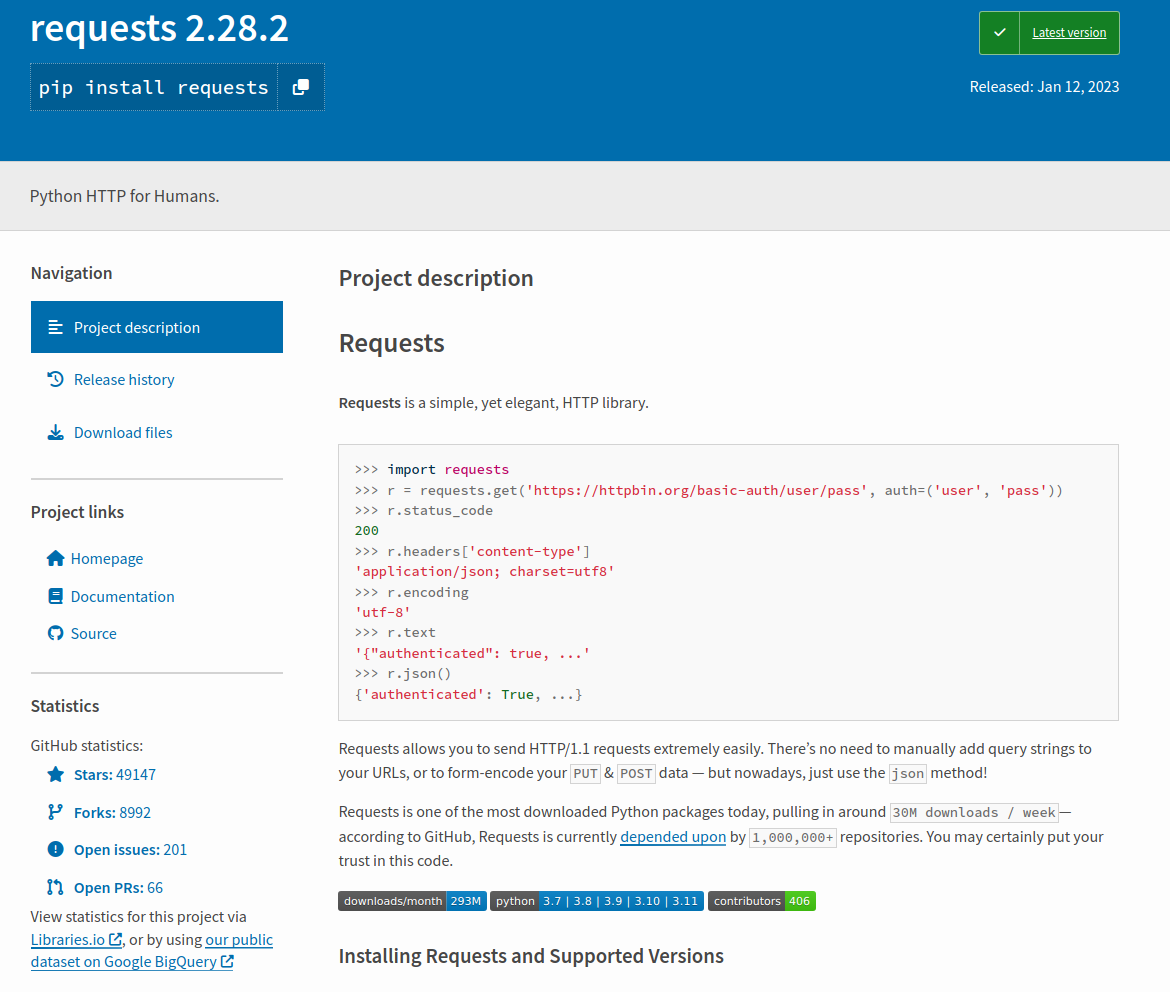 requests 2.28.2
Latest version
pip install requests
Released: Jan 12, 2023
Python HTTP for Humans.
Navigation
Project description
Release history
Download files
Project links
Homepage
Documentation
Source
Statistics
GitHub statistics:
Stars: 49147
Forks: 8992
Open issues: 201
Open PRs: 66
View statistics for this project via
Libraries.io, or by using our public
dataset on Google BigQuery
Project description
Requests
Requests is a simple, yet elegant, HTTP library.
>>> import requests
>>> r = requests.get('https://httpbin.org/basic-auth/user/pass', auth=('user', 'pass'))
>>> r.status_code
200
>>> r.headers['content-type']
'application/json; charset=utf8'
>>> r.encoding
'utf-8'
>>> r.text
'{"authenticated": true, ...'
>>> r.json()
{'authenticated': True, ...}
Requests allows you to send HTTP/1.1 requests extremely easily. There’s no need to manually add query strings to
your URLs, or to form-encode your PUT & POST data — but nowadays, just use the json method!
Requests is one of the most downloaded Python packages today, pulling in around 30M downloads / week—
according to GitHub, Requests is currently depended upon by 1,000,000+ repositories. You may certainly put your
trust in this code.
downloads/month 293M python 3.7 | 3.8 | 3.9 | 3.10 | 3.11 contributors 406
Installing Requests and Supported Versions